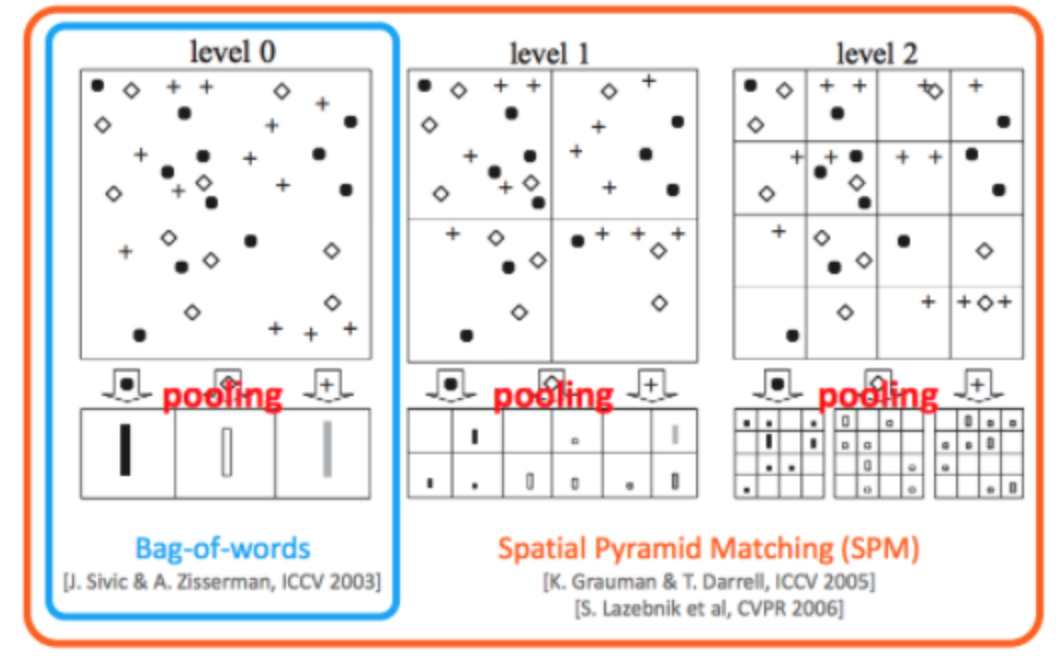 level 0
level 1
level 2
pooling
pooling
pooling
Bag-of-words
[J. Sivic & A. Zisserman, ICCV 2003]
Spatial Pyramid Matching (SPM)
[K. Grauman & T. Darrell, ICCV 2005]
[S. Lazebnik et al, CVPR 2006]